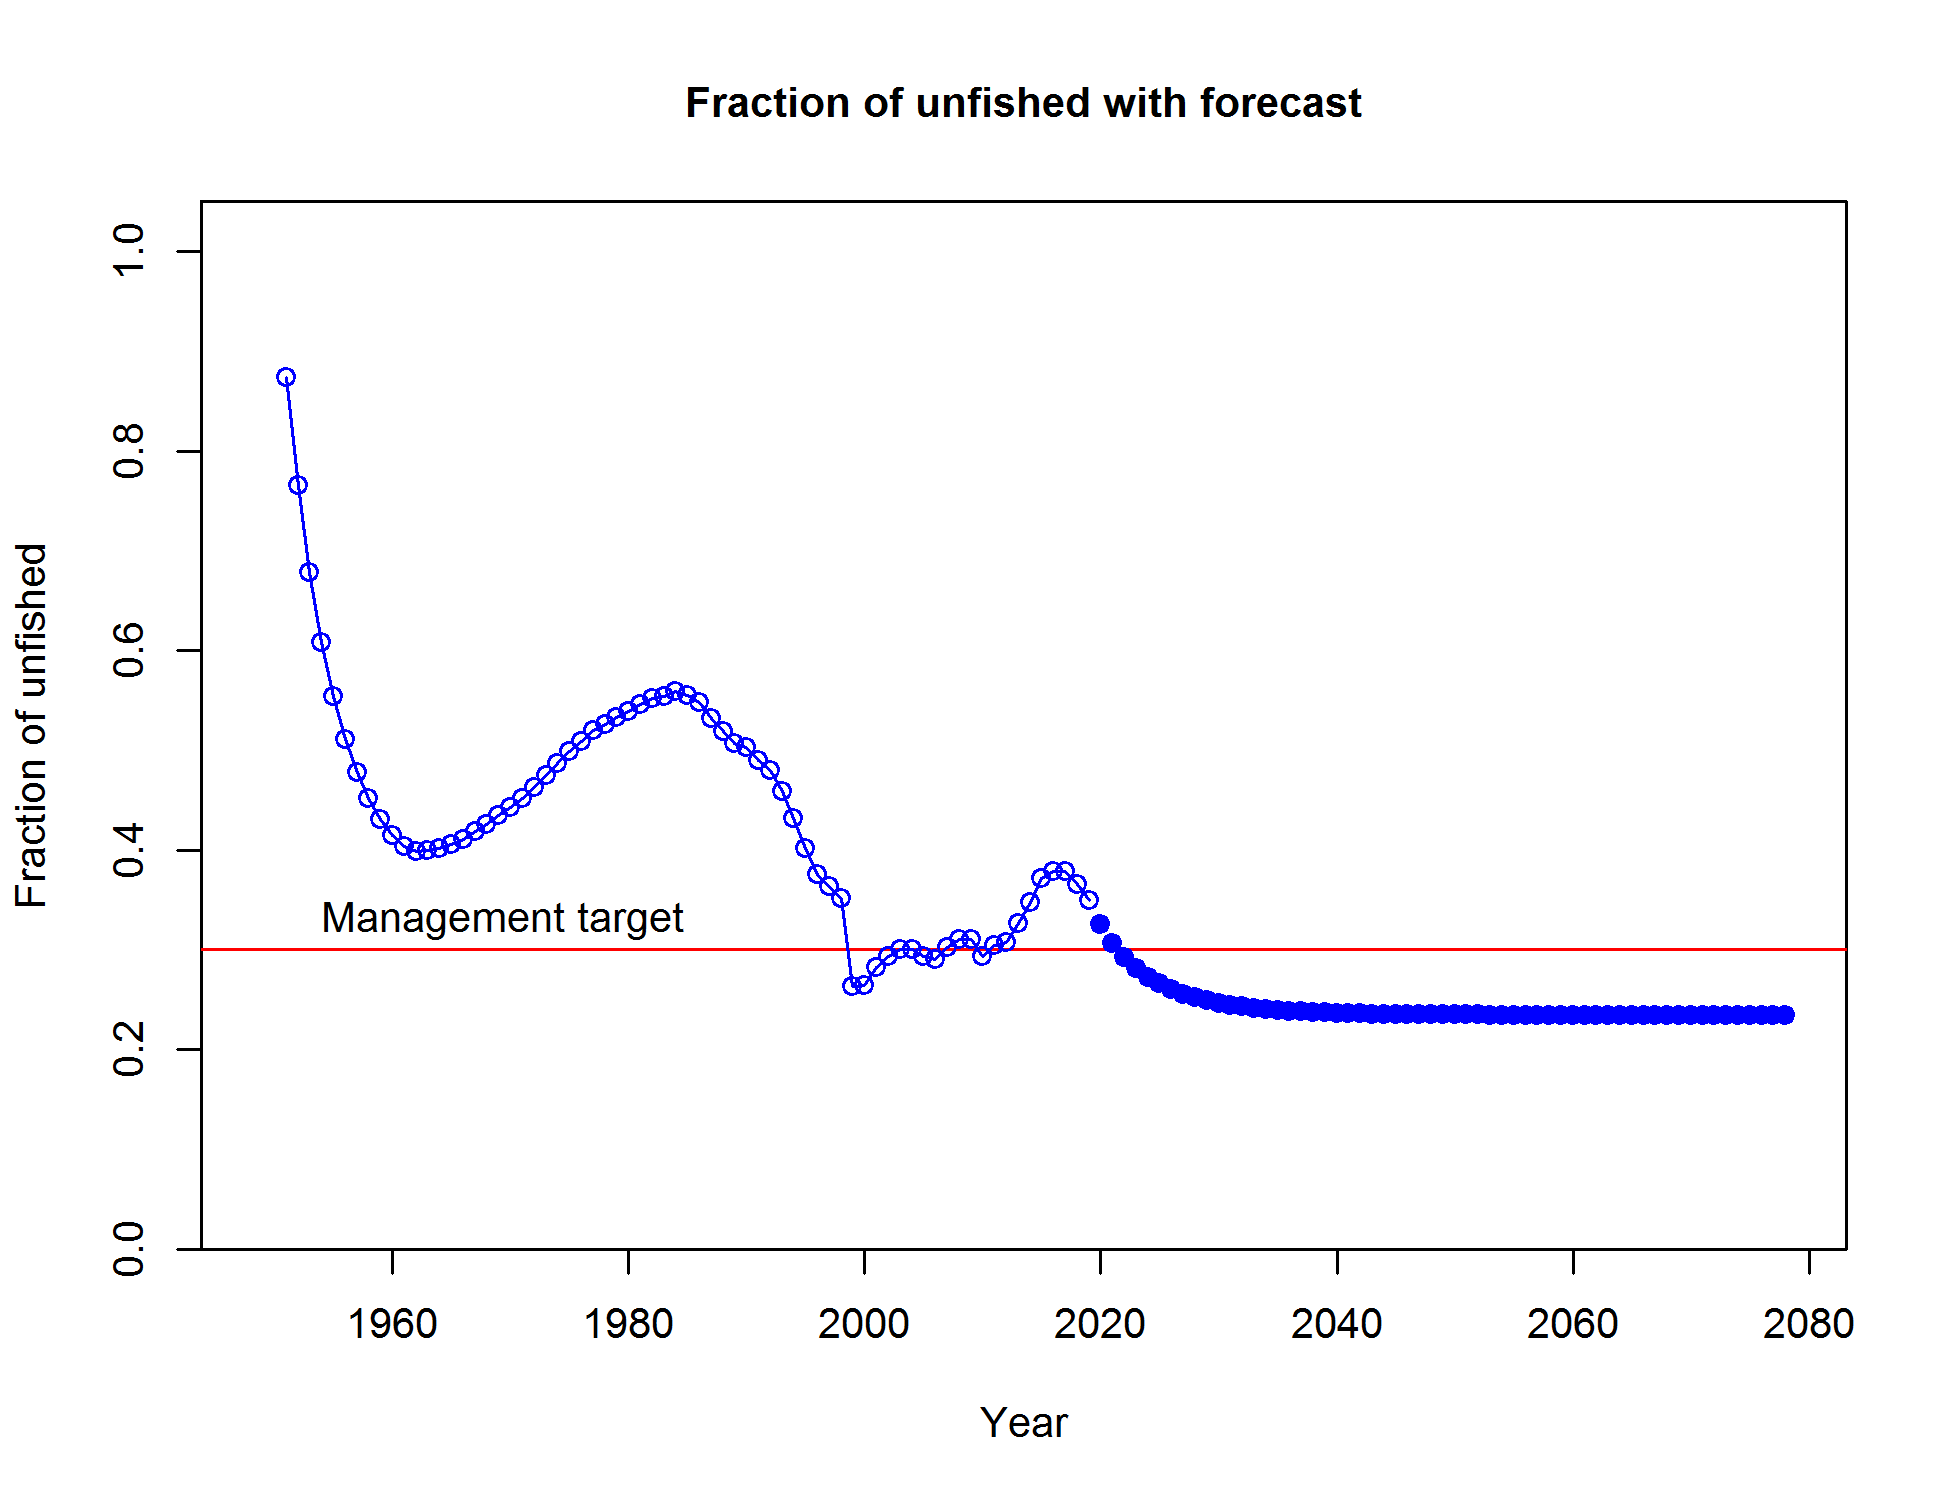 Fraction of unfished with forecast
Fraction of unfished
1.0
0.8
0.6
0.4
0.2
0.0
Management target
1960 1980 2000 2020 2040 2060 2080
Year